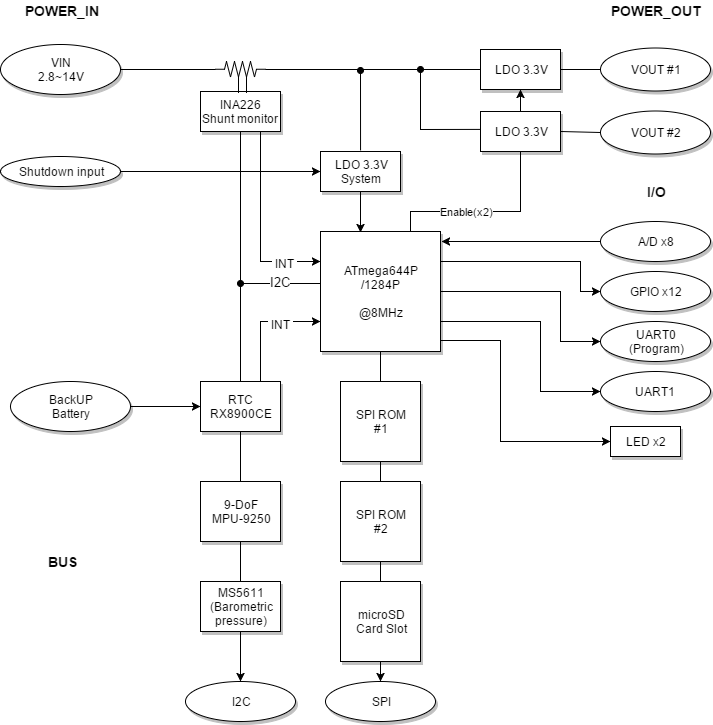 POWER_IN
POWER_OUT
VIN
2.8~14V
LDO 3.3V
VOUT #1
INA226
Shunt monitor
LDO 3.3V
VOUT #2
Shutdown input
LDO 3.3V
System
I/O
Enable(x2)
A/D x8
INT
I2C
ATmega644P
/1284P
@8MHz
GPIO x12
INT
UART0
(Program)
UART1
BackUP
Battery
RTC
RX8900CE
SPI ROM
#1
LED x2
9-DoF
MPU-9250
SPI ROM
#2
BUS
MS5611
(Barometric
pressure)
microSD
Card Slot
I2C
SPI